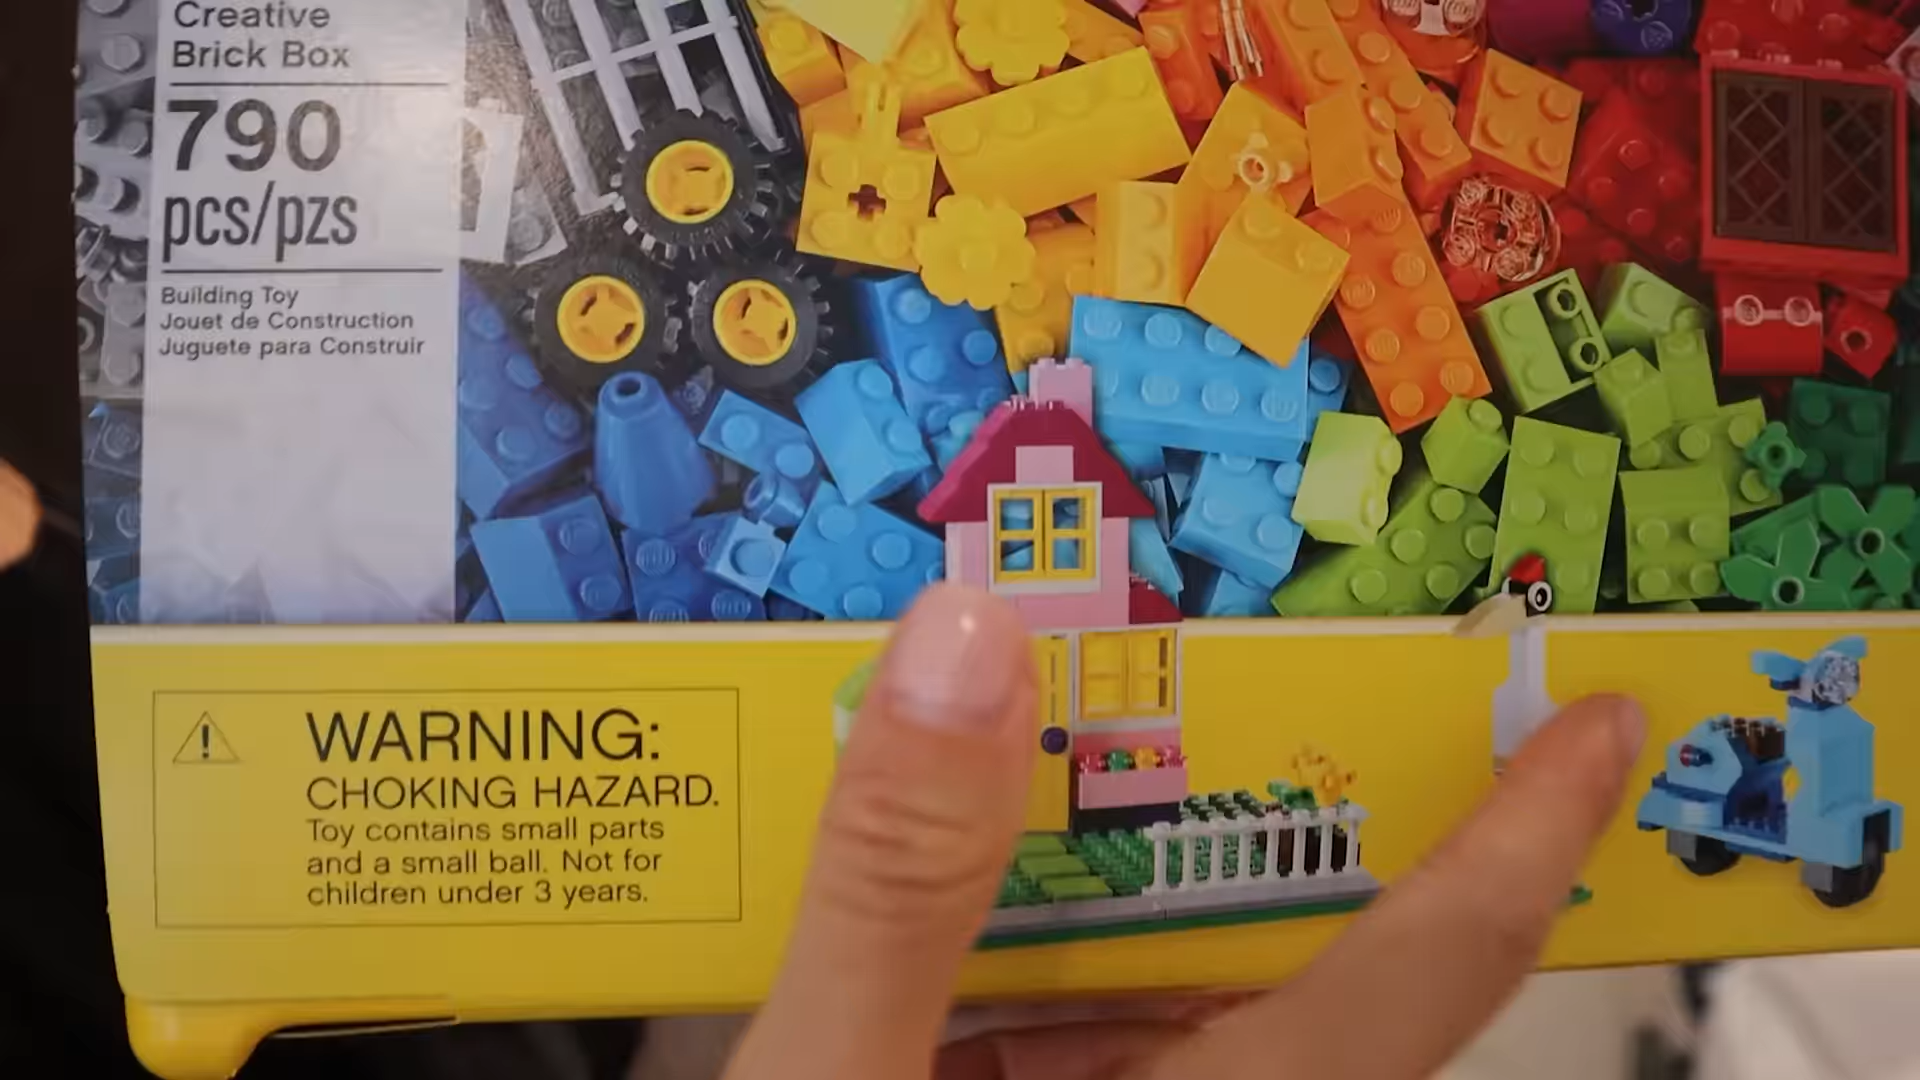 Creative
Brick Box
790
pcs/pzs
Building Toy
Jouet de Construction
Juguete para Construir
WARNING:
CHOKING HAZARD.
Toy contains small parts
and a small ball. Not for
children under 3 years.